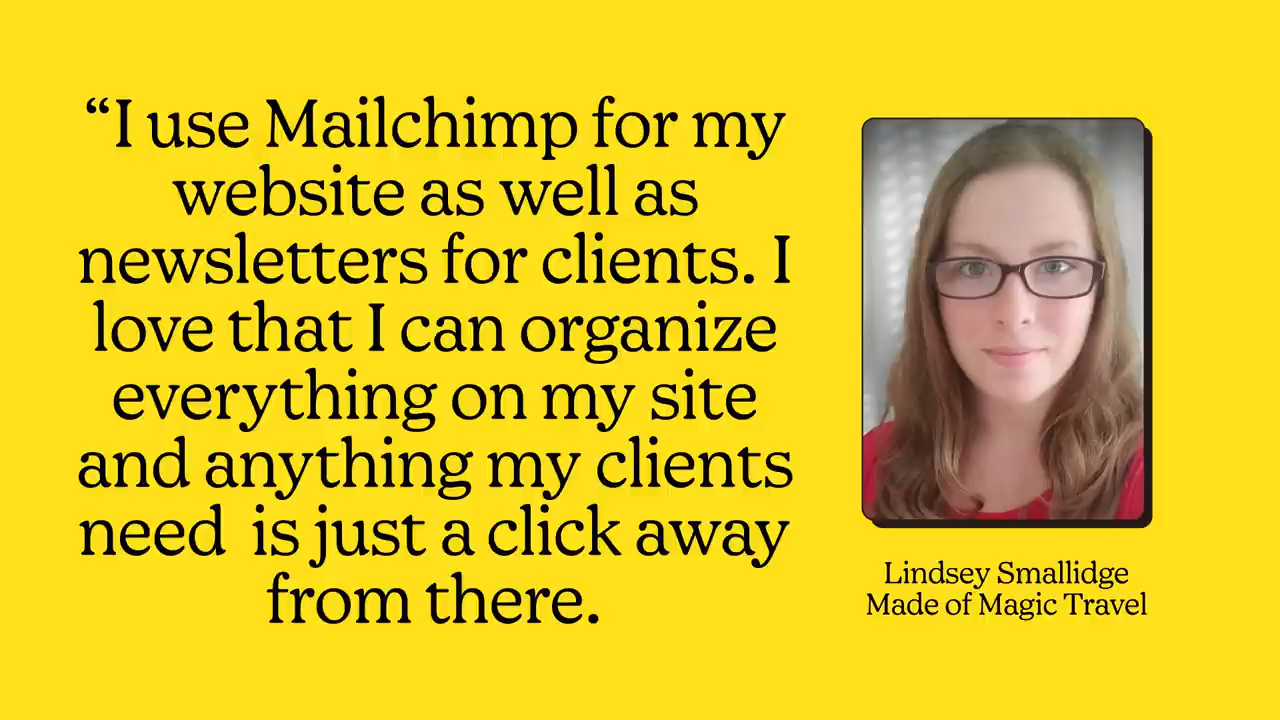 “I use Mailchimp for my
website as well as
newsletters for clients. I
love that I can organize
everything on my site
and anything my clients
need  is just a click away
from there.
Lindsey Smallidge
Made of Magic Travel